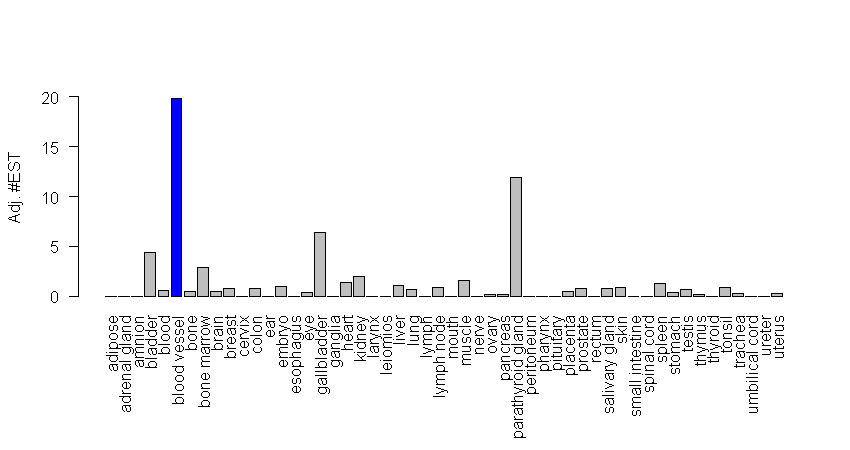 20
15
10
5
0
Adj. #EST
adipose
adrenal gland
amnion
bladder
blood
blood vessel
bone
bone marrow
brain
breast
cervix
colon
ear
embryo
esophagus
eye
gallbladder
ganglia
heart
kidney
larynx
leiomios
liver
lung
lymph
lymph node
mouth
muscle
nerve
ovary
pancreas
parathyroid gland
peritoneum
pharynx
pituitary
placenta
prostate
rectum
salivary gland
skin
small intestine
spinal cord
spleen
stomach
testis
thymus
thyroid
tonsil
trachea
umbilical cord
ureter
uterus